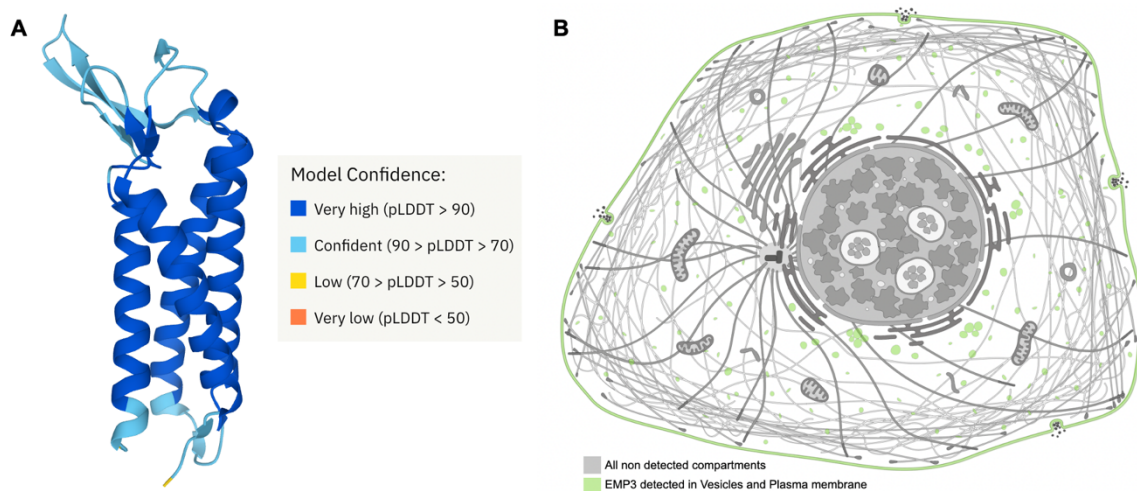 A
B
Model Confidence:
Very high (pLDDT > 90)
Confident (90 > pLDDT > 70)
Low (70 > pLDDT > 50)
Very low (pLDDT < 50)
All non detected compartments
EMP3 detected in Vesicles and Plasma membrane